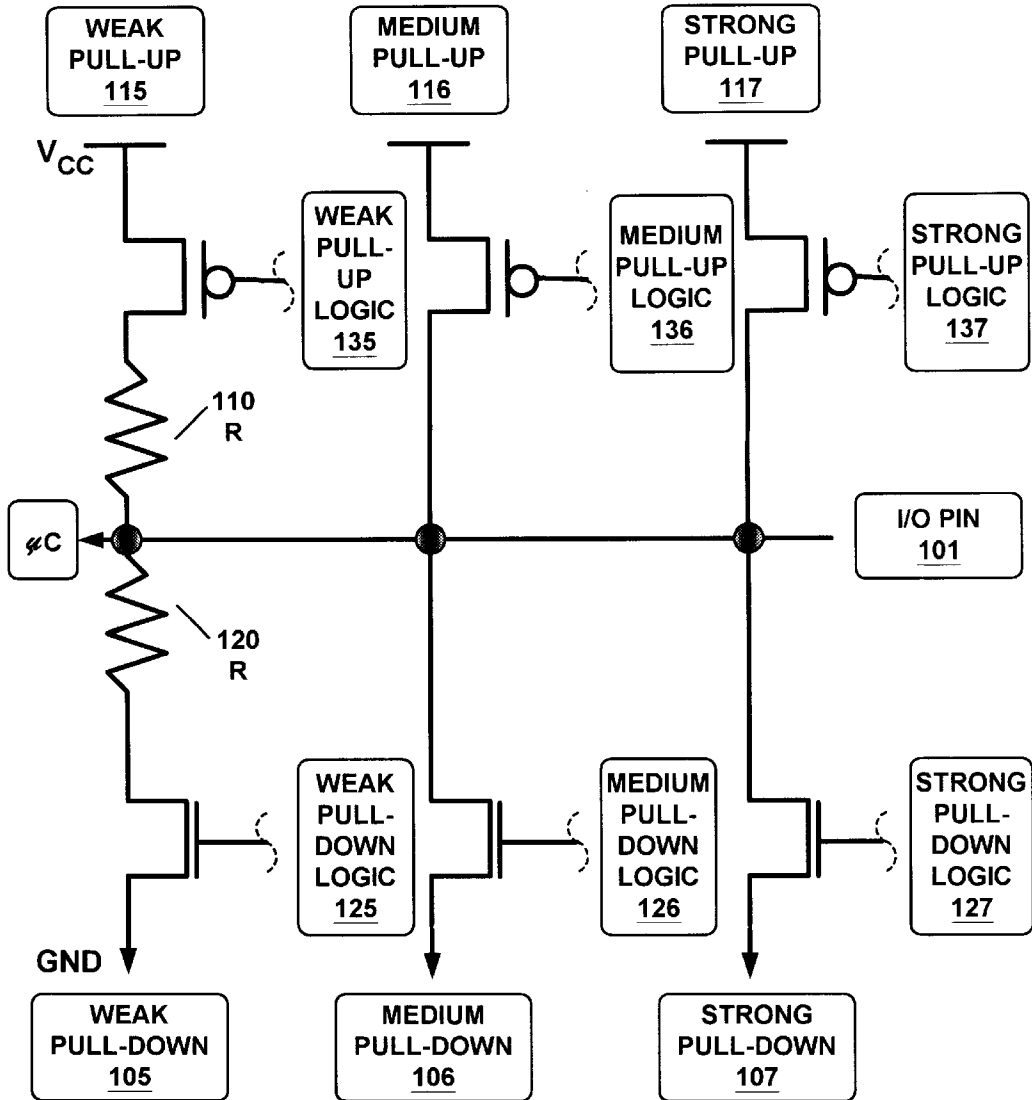 WEAK
PULL-UP
115
MEDIUM
PULL-UP
116
STRONG
PULL-UP
117
VCC
WEAK
PULL-
UP
LOGIC
135
MEDIUM
PULL-UP
LOGIC
136
STRONG
PULL-UP
LOGIC
137
110
R
μC
I/O PIN
101
120
R
WEAK
PULL-
DOWN
LOGIC
125
MEDIUM
PULL-
DOWN
LOGIC
126
STRONG
PULL-
DOWN
LOGIC
127
GND
WEAK
PULL-DOWN
105
MEDIUM
PULL-DOWN
106
STRONG
PULL-DOWN
107